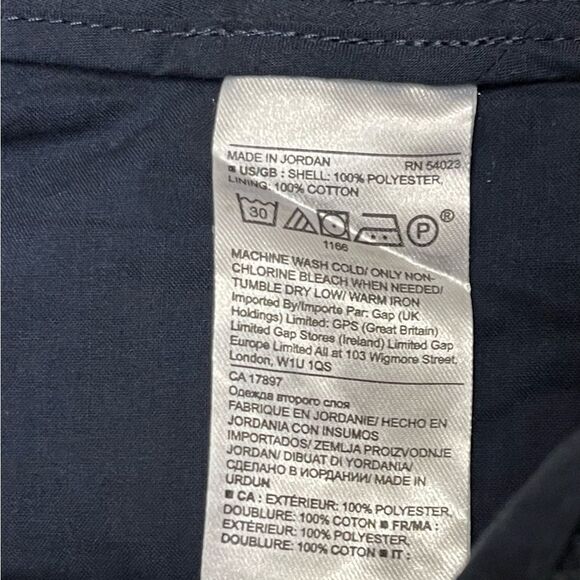 MADE IN JORDAN RN 54023
■ US/GB : SHELL: 100% POLYESTER,
LINING: 100% COTTON
30 P ®
1166
MACHINE WASH COLD/ ONLY NON-
CHLORINE BLEACH WHEN NEEDED/
TUMBLE DRY LOW/ WARM IRON
Imported By/Importe Par: Gap (UK
Holdings) Limited: GPS (Great Britain)
Limited Gap Stores (Ireland) Limited Gap
Europe Limited All at 103 Wigmore Street,
London, W1U 1QS
CA 17897
Одежда второго слоя
FABRIQUE EN JORDANIE/ HECHO EN
JORDANIA CON INSUMOS
IMPORTADOS/ ZEMLJA PROIZVODNJE
JORDAN/ DIBUAT DI YORDANIA/
СДЕЛАНО В ИОРДАНИИ/ MADE IN
URDUN
■ CA : EXTÉRIEUR: 100% POLYESTER,
DOUBLURE: 100% COTON ■ FR/MA :
EXTÉRIEUR: 100% POLYESTER,
DOUBLURE: 100% COTON ■ IT :